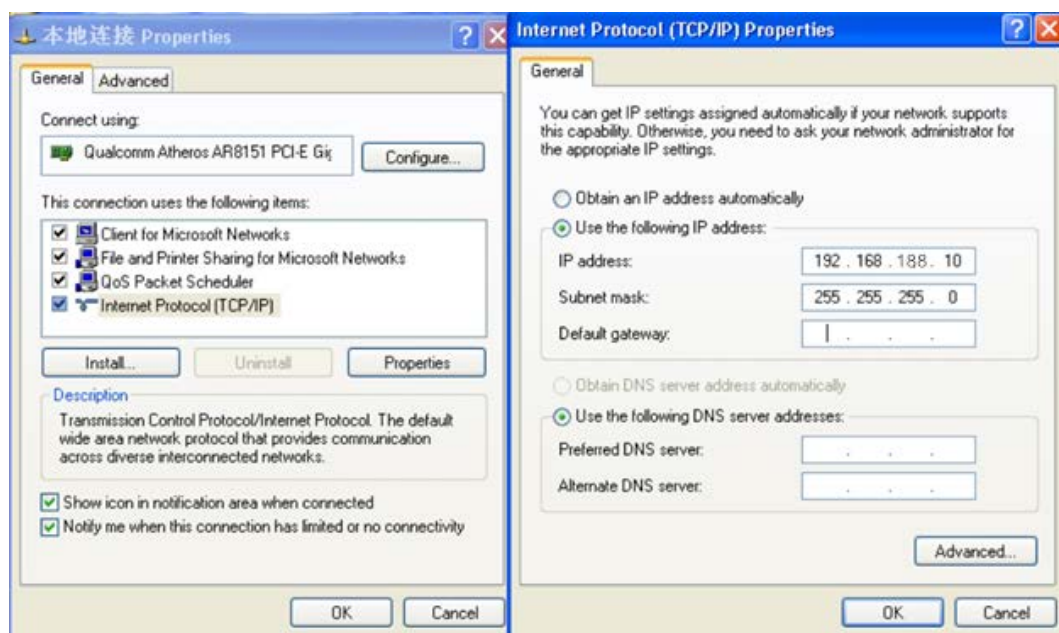 本地连接 Properties
General
Advanced
Connect using:
Qualcomm Atheros AR8151 PCI-E Gig
Configure...
This connection uses the following items:
Client for Microsoft Networks
File and Printer Sharing for Microsoft Networks
QoS Packet Scheduler
Internet Protocol (TCP/IP)
Install...
Uninstall
Properties
Description
Transmission Control Protocol/Internet Protocol. The default
wide area network protocol that provides communication
across diverse interconnected networks.
Show icon in notification area when connected
Notify me when this connection has limited or no connectivity
OK
Cancel
Internet Protocol (TCP/IP) Properties
General
You can get IP settings assigned automatically if your network supports
this capability. Otherwise, you need to ask your network administrator for
the appropriate IP settings.
Obtain an IP address automatically
Use the following IP address:
IP address:
192 . 168 . 188 . 10
Subnet mask:
255 . 255 . 255 . 0
Default gateway:
. . .
Obtain DNS server address automatically
Use the following DNS server addresses:
Preferred DNS server:
. . .
Alternate DNS server:
. . .
Advanced...
OK
Cancel